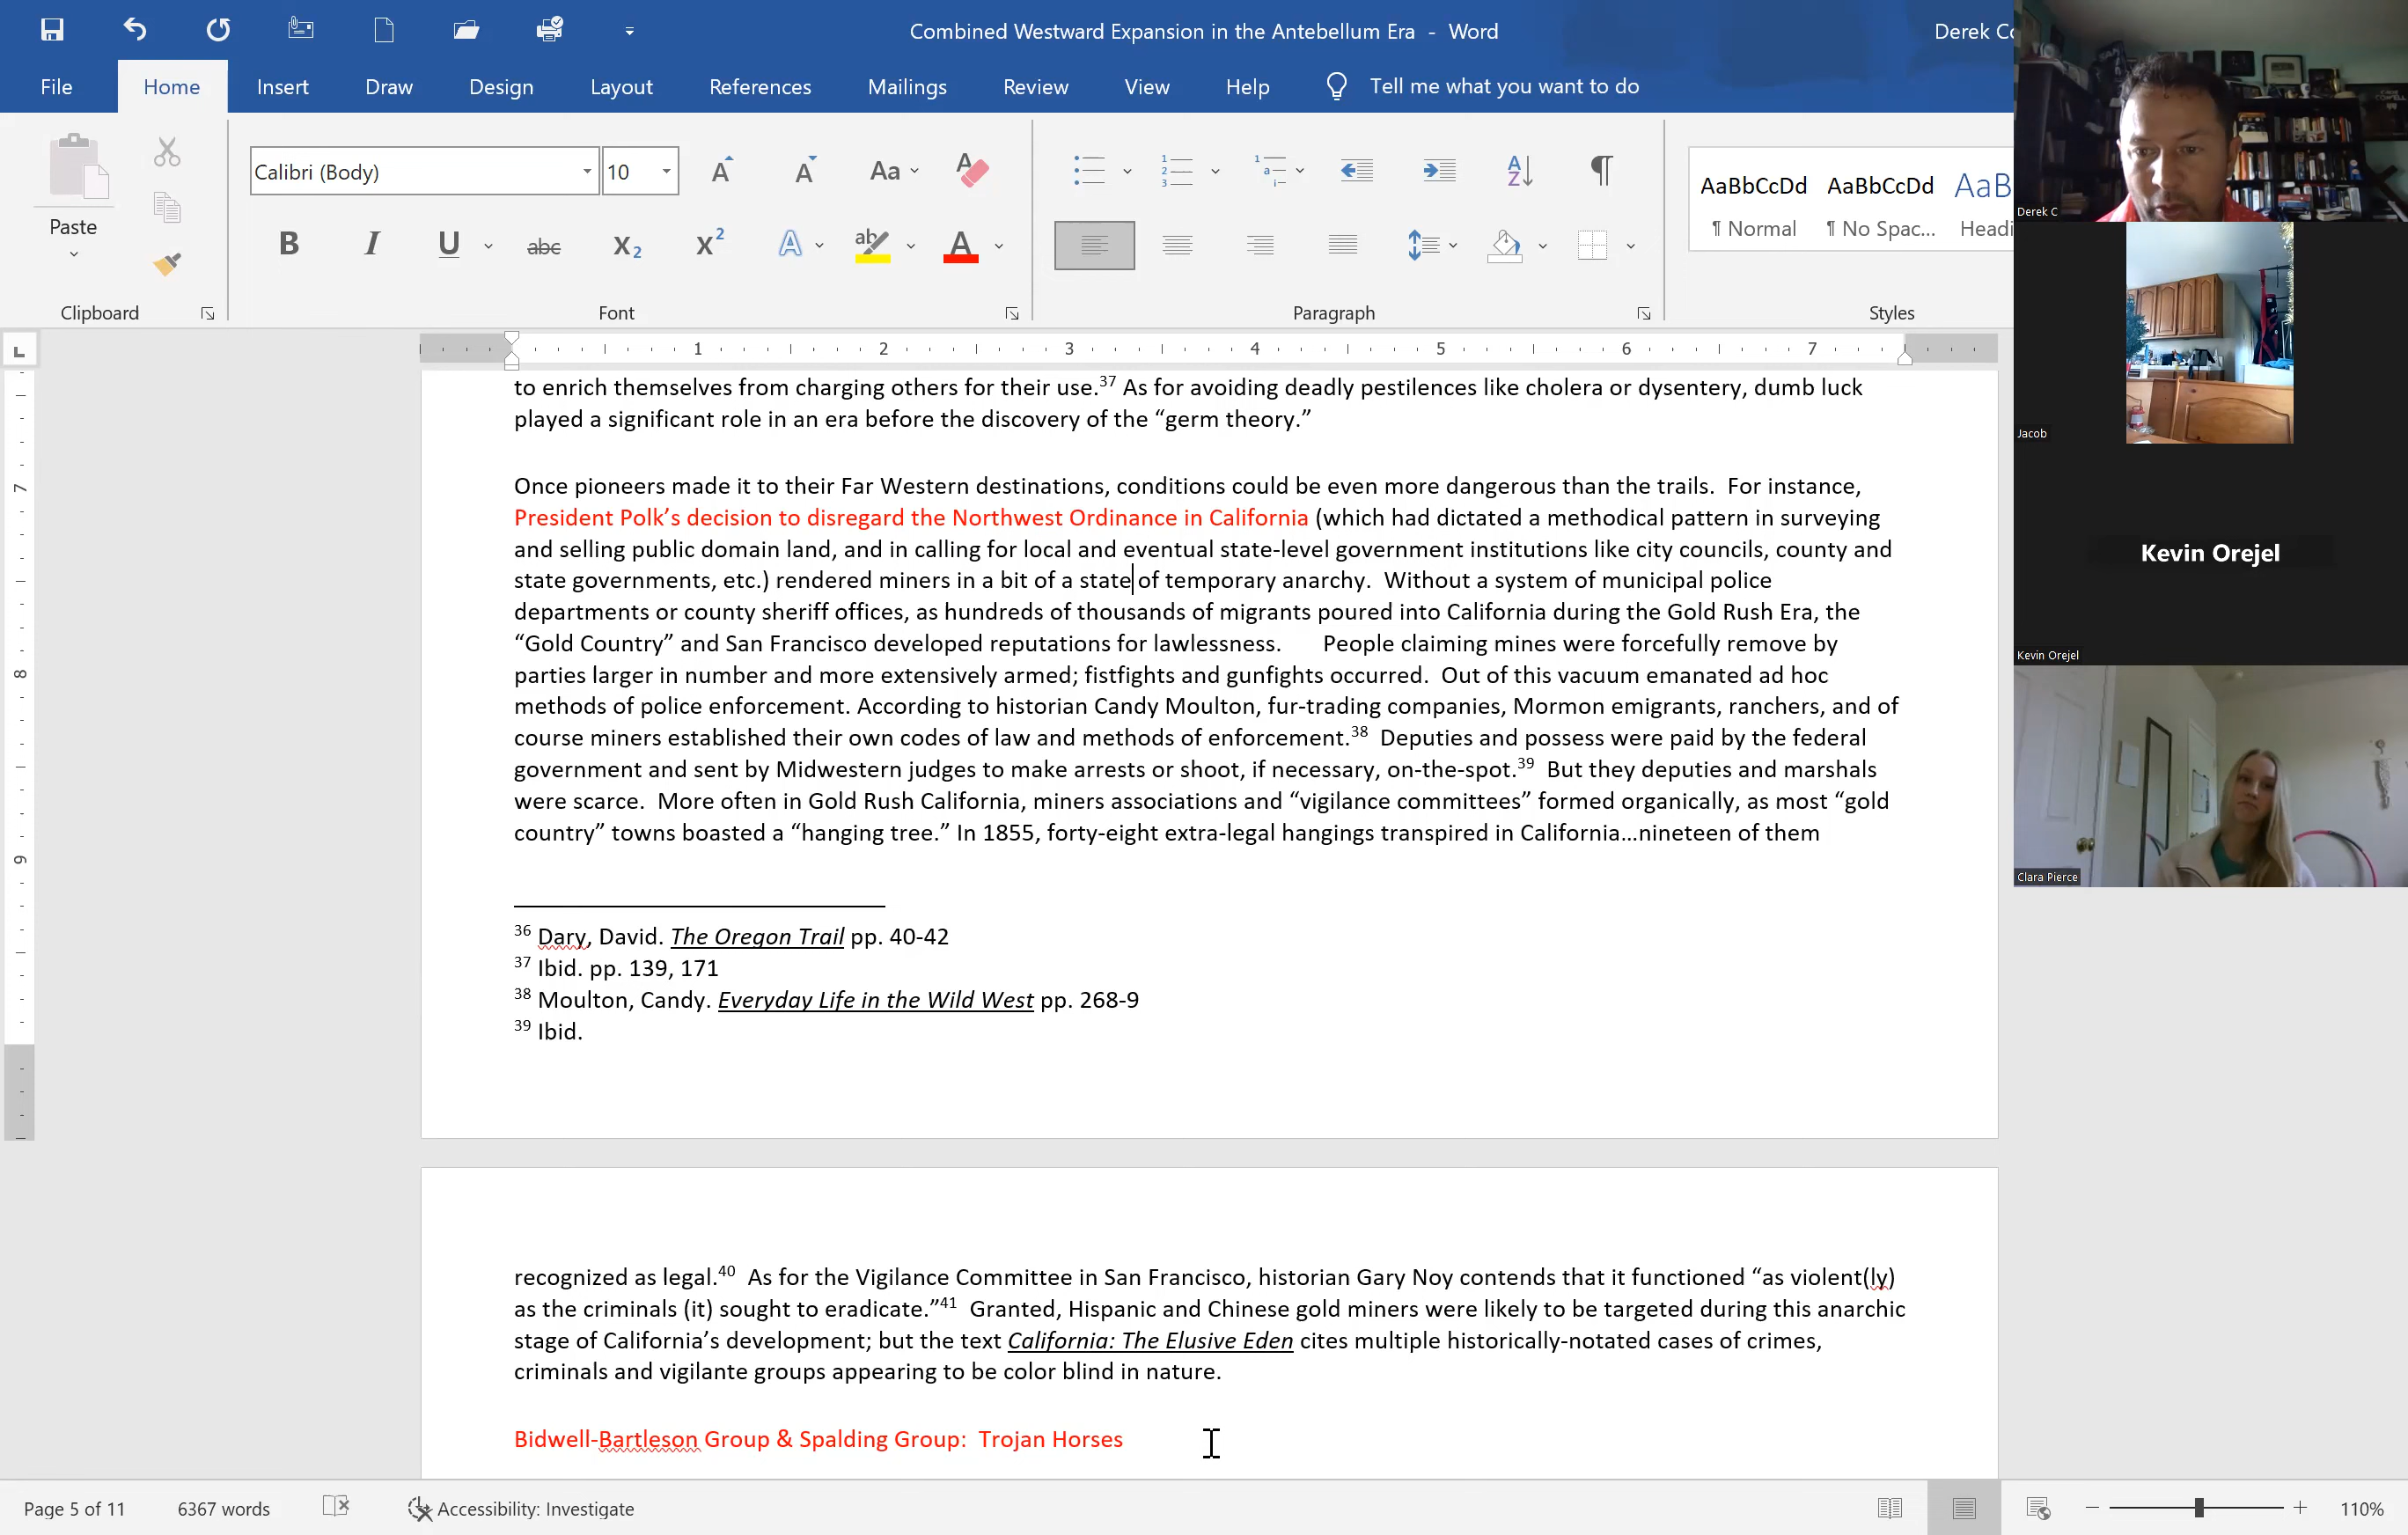 Combined Westward Expansion in the Antebellum Era - Word
Derek Co
File Home Insert Draw Design Layout References Mailings Review View Help Tell me what you want to do
Paste
Calibri (Body) 10
AaBbCcDd AaBbCcDd AaB
¶ Normal ¶ No Spac... Headi
Clipboard Font Paragraph Styles
1 2 3 4 5 6 7
7
8
9
to enrich themselves from charging others for their use.37 As for avoiding deadly pestilences like cholera or dysentery, dumb luck
played a significant role in an era before the discovery of the “germ theory.”
Once pioneers made it to their Far Western destinations, conditions could be even more dangerous than the trails. For instance,
President Polk’s decision to disregard the Northwest Ordinance in California (which had dictated a methodical pattern in surveying
and selling public domain land, and in calling for local and eventual state-level government institutions like city councils, county and
state governments, etc.) rendered miners in a bit of a state of temporary anarchy. Without a system of municipal police
departments or county sheriff offices, as hundreds of thousands of migrants poured into California during the Gold Rush Era, the
“Gold Country” and San Francisco developed reputations for lawlessness. People claiming mines were forcefully remove by
parties larger in number and more extensively armed; fistfights and gunfights occurred. Out of this vacuum emanated ad hoc
methods of police enforcement. According to historian Candy Moulton, fur-trading companies, Mormon emigrants, ranchers, and of
course miners established their own codes of law and methods of enforcement.38 Deputies and possess were paid by the federal
government and sent by Midwestern judges to make arrests or shoot, if necessary, on-the-spot.39 But they deputies and marshals
were scarce. More often in Gold Rush California, miners associations and “vigilance committees” formed organically, as most “gold
country” towns boasted a “hanging tree.” In 1855, forty-eight extra-legal hangings transpired in California...nineteen of them
36 Dary, David. The Oregon Trail pp. 40-42
37 Ibid. pp. 139, 171
38 Moulton, Candy. Everyday Life in the Wild West pp. 268-9
39 Ibid.
recognized as legal.40 As for the Vigilance Committee in San Francisco, historian Gary Noy contends that it functioned “as violent(ly)
as the criminals (it) sought to eradicate.”41 Granted, Hispanic and Chinese gold miners were likely to be targeted during this anarchic
stage of California’s development; but the text California: The Elusive Eden cites multiple historically-notated cases of crimes,
criminals and vigilante groups appearing to be color blind in nature.
Bidwell-Bartleson Group & Spalding Group: Trojan Horses
Page 5 of 11 6367 words Accessibility: Investigate 110%
Derek C
Jacob
Kevin Orejel
Kevin Orejel
Clara Pierce